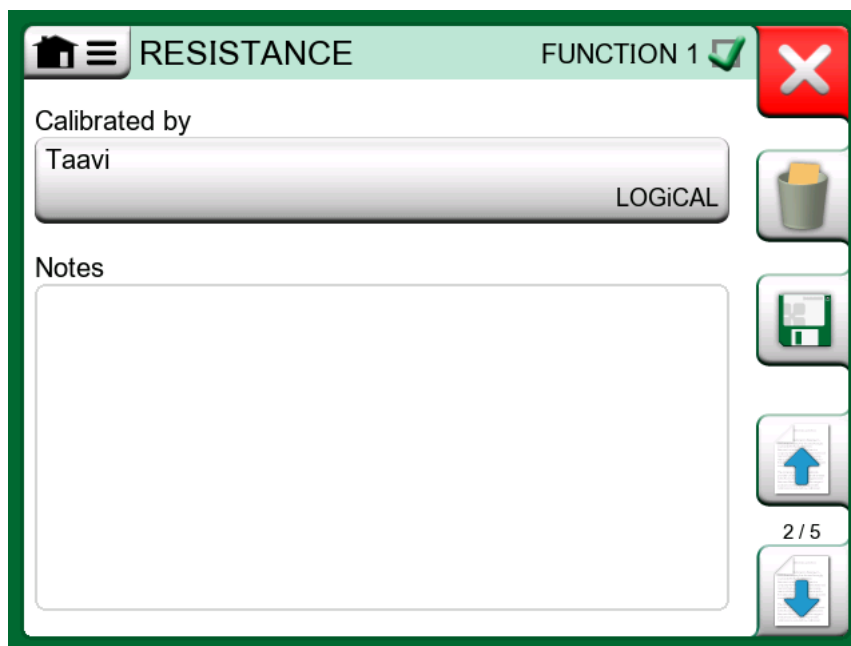 RESISTANCE FUNCTION 1
Calibrated by
Taavi
LOGiCAL
Notes
2 / 5